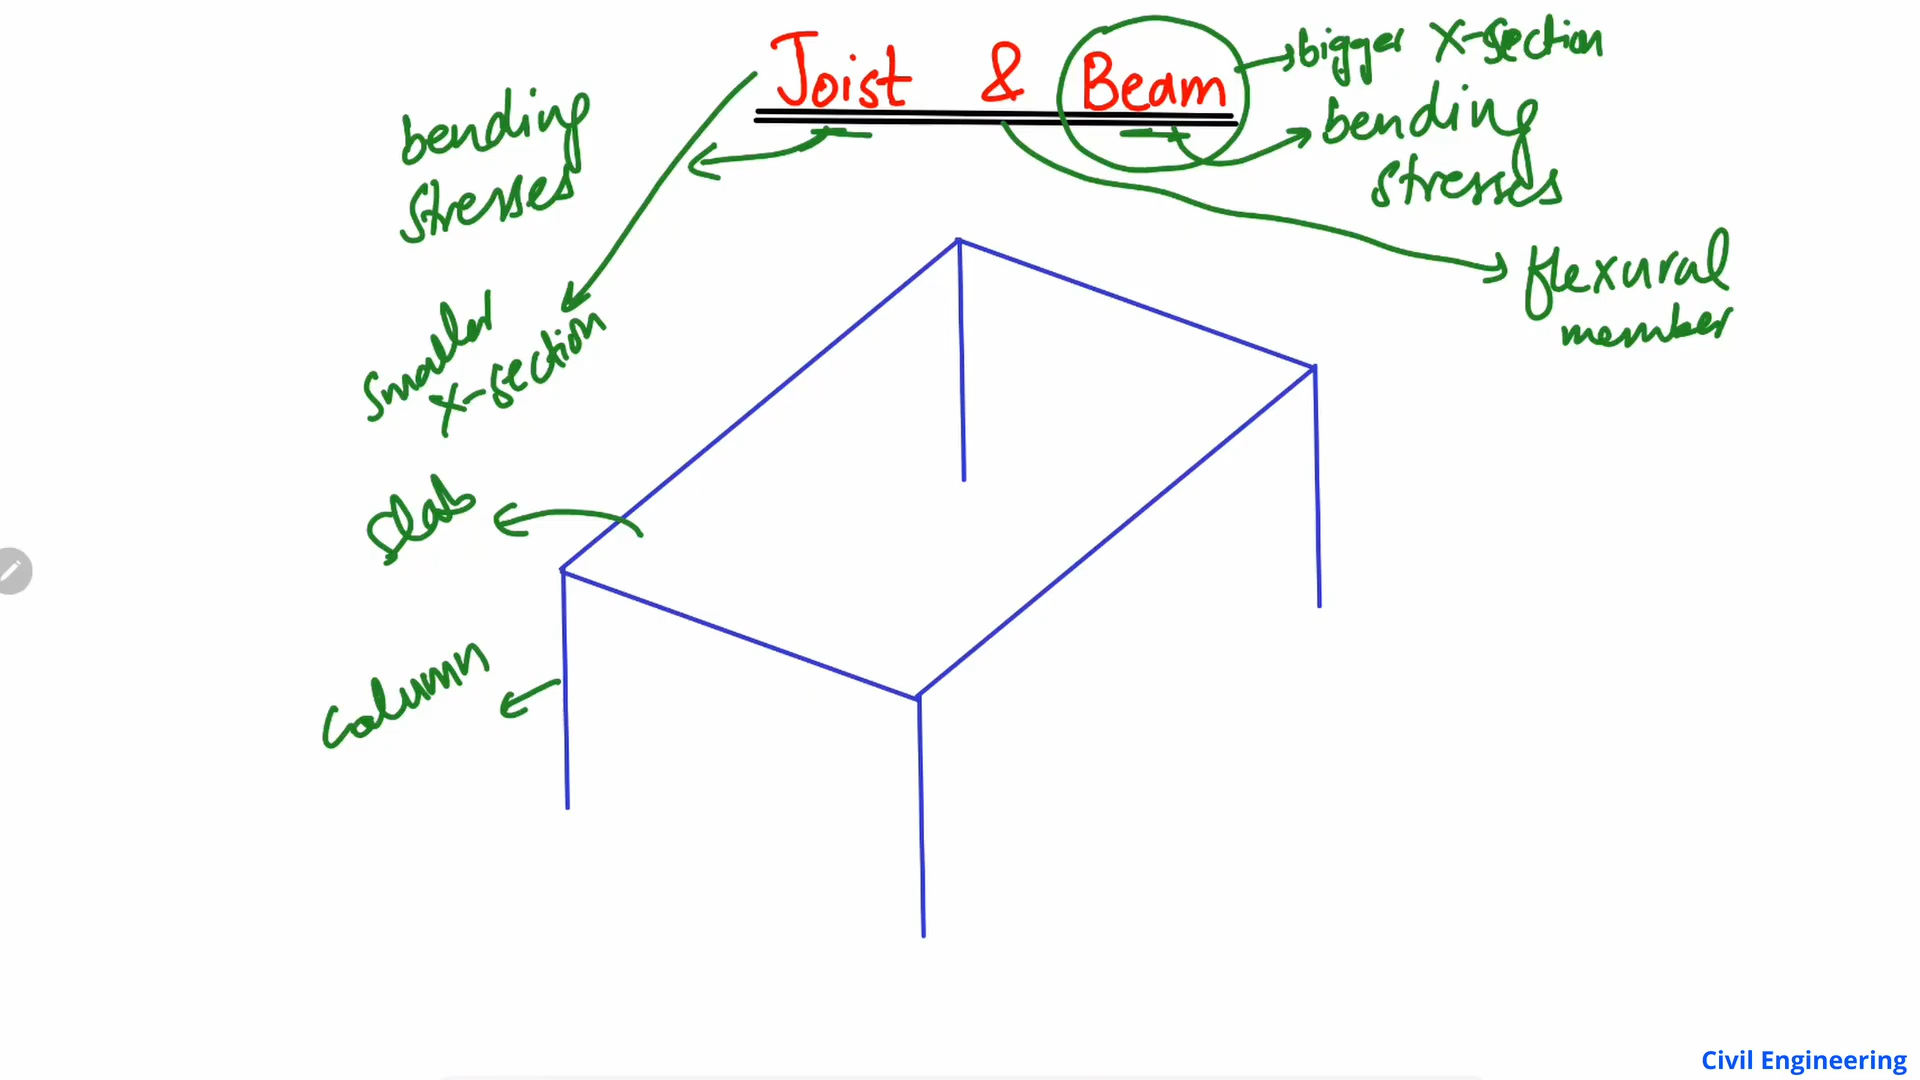 Joist & Beam
bigger X-section
bending
stresses
bending
stresses
flexural
member
smaller
X-section
Slab
Column
Civil Engineering